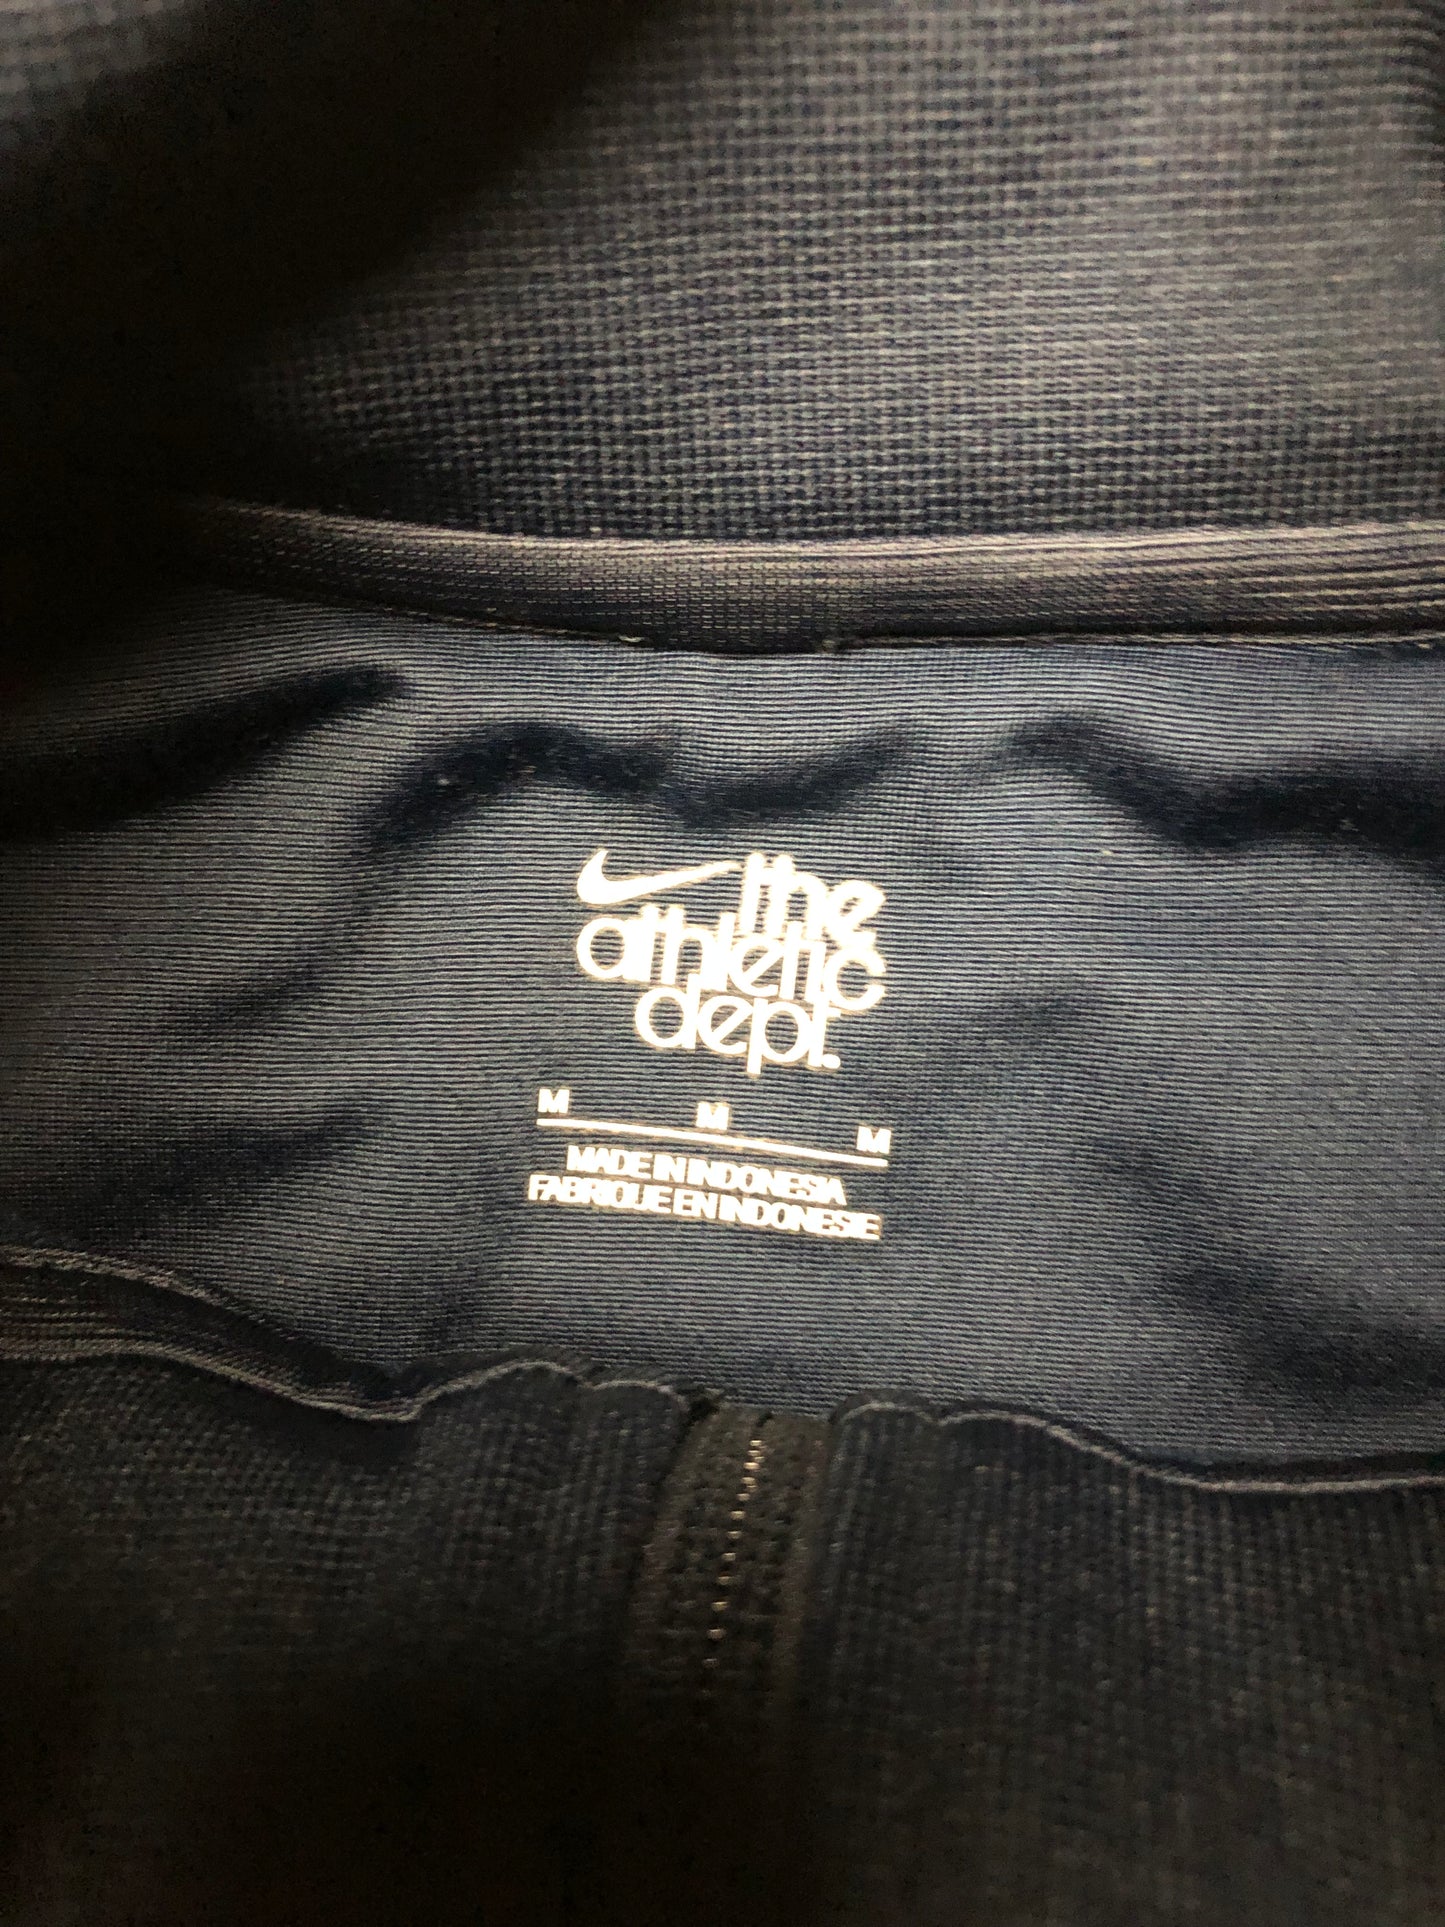 the
athletic
dept.
M M M
MADE IN INDONESIA
FABRIQUE EN INDONESIE